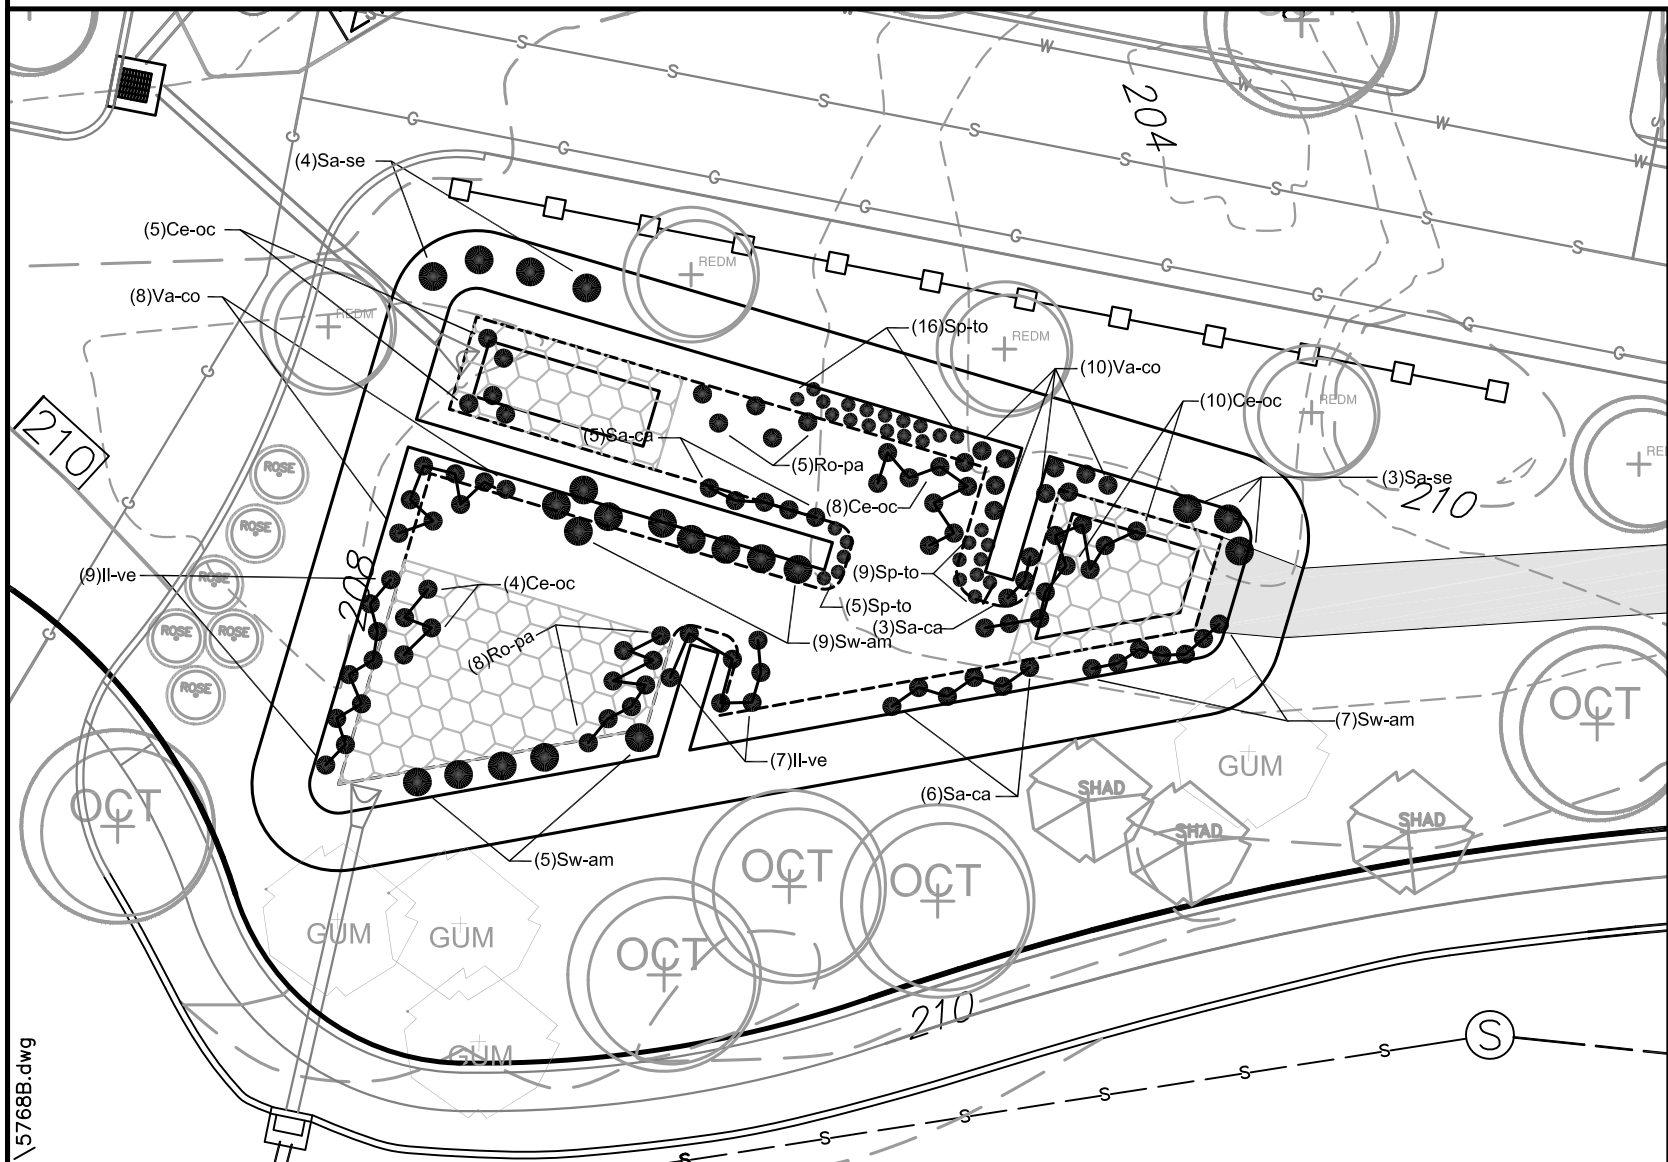 204
(4)Sa-se
(5)Ce-oc
REDM
(8)Va-co
REDM
(16)Sp-to
REDM
(10)Va-co
(10)Ce-oc
REDM
210
(5)Sa-ca
(5)Ro-pa
(3)Sa-se
210
RE
ROSE
(8)Ce-oc
ROSE
(9)Il-ve
208
ROSE
(4)Ce-oc
(9)Sp-to
(5)Sp-to
(3)Sa-ca
ROSE
ROSE
(8)Ro-pa
(9)Sw-am
ROSE
(7)Sw-am
OCT
(7)Il-ve
GUM
(6)Sa-ca
SHAD
OCT
SHAD
SHAD
(5)Sw-am
OCT
OCT
GUM
GUM
OCT
210
GUM
S
\5768B.dwg
S S S S S S S S S
W W W W
G G G G G G G G G
C C C C
S S S S S